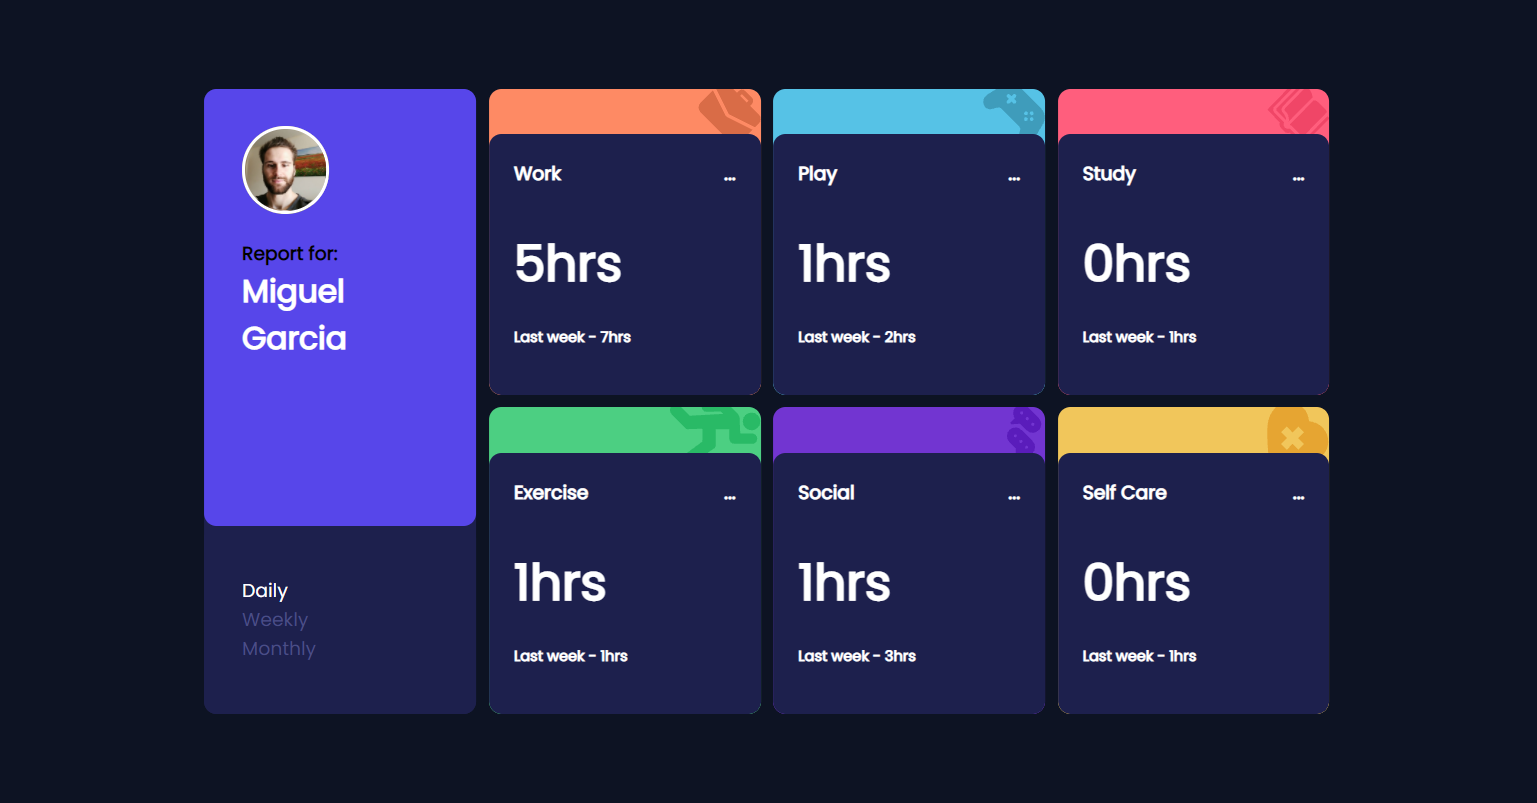 Report for:
Miguel
Garcia
Daily
Weekly
Monthly
Work ...
5hrs
Last week - 7hrs
Play ...
1hrs
Last week - 2hrs
Study ...
0hrs
Last week - 1hrs
Exercise ...
1hrs
Last week - 1hrs
Social ...
1hrs
Last week - 3hrs
Self Care ...
0hrs
Last week - 1hrs